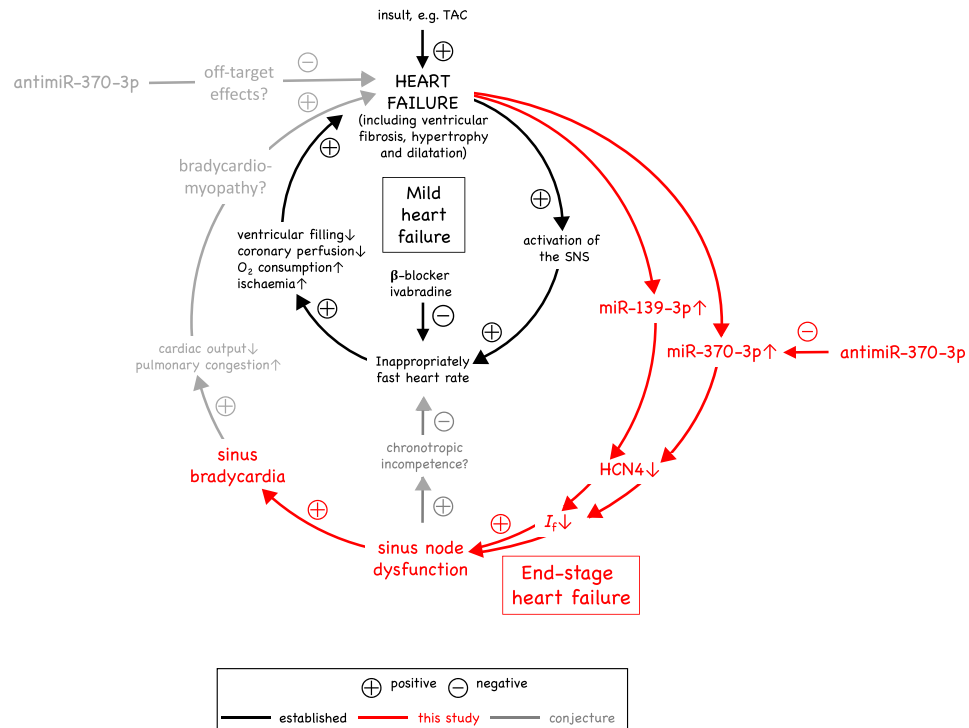 insult, e.g. TAC
+
antimiR-370-3p
off-target
effects?
−
+
HEART
FAILURE
(including ventricular
fibrosis, hypertrophy
and dilatation)
+
bradycardio-
myopathy?
Mild
heart
failure
+
ventricular filling↓
coronary perfusion↓
O₂ consumption↑
ischaemia↑
activation of
the SNS
β-blocker
ivabradine
+
−
+
miR-139-3p↑
miR-370-3p↑
−
antimiR-370-3p
cardiac output↓
pulmonary congestion↑
Inappropriately
fast heart rate
+
−
chronotropic
incompetence?
sinus
bradycardia
HCN4↓
+
+
+
If↓
sinus node
dysfunction
End-stage
heart failure
+ positive − negative
established this study conjecture